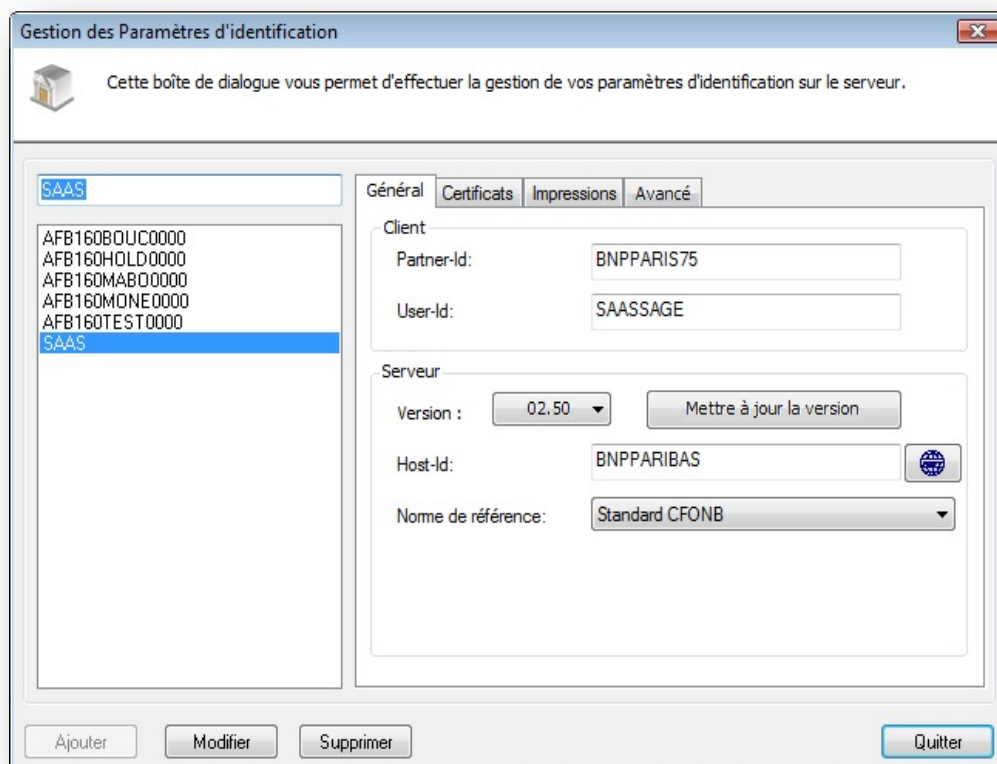 Gestion des Paramètres d'identification
Cette boîte de dialogue vous permet d'effectuer la gestion de vos paramètres d'identification sur le serveur.
SAAS
AFB160BOUC0000
AFB160HOLD0000
AFB160MABO0000
AFB160MONE0000
AFB160TEST0000
SAAS
Général Certificats Impressions Avancé
Client
Partner-Id: BNPPARIS75
User-Id: SAASSAGE
Serveur
Version : 02.50 Mettre à jour la version
Host-Id: BNPPARIBAS
Norme de référence: Standard CFONB
Ajouter Modifier Supprimer Quitter